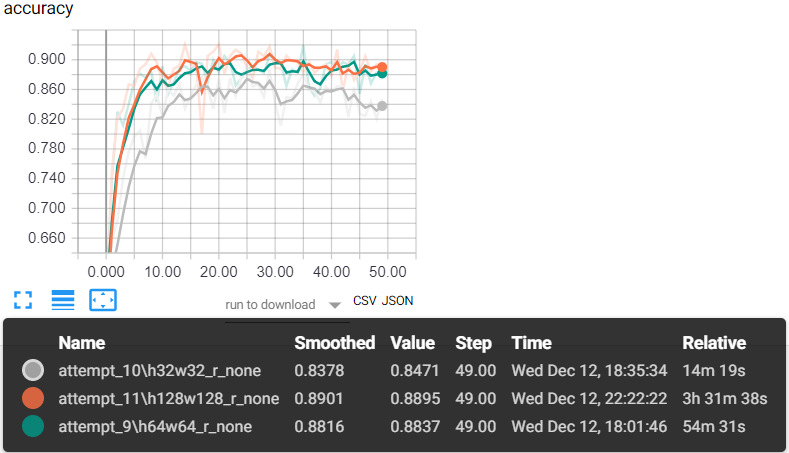 accuracy
0.900
0.860
0.820
0.780
0.740
0.700
0.660
0.000 10.00 20.00 30.00 40.00 50.00
run to download CSV JSON
Name Smoothed Value Step Time Relative
attempt_10\h32w32_r_none 0.8378 0.8471 49.00 Wed Dec 12, 18:35:34 14m 19s
attempt_11\h128w128_r_none 0.8901 0.8895 49.00 Wed Dec 12, 22:22:22 3h 31m 38s
attempt_9\h64w64_r_none 0.8816 0.8837 49.00 Wed Dec 12, 18:01:46 54m 31s